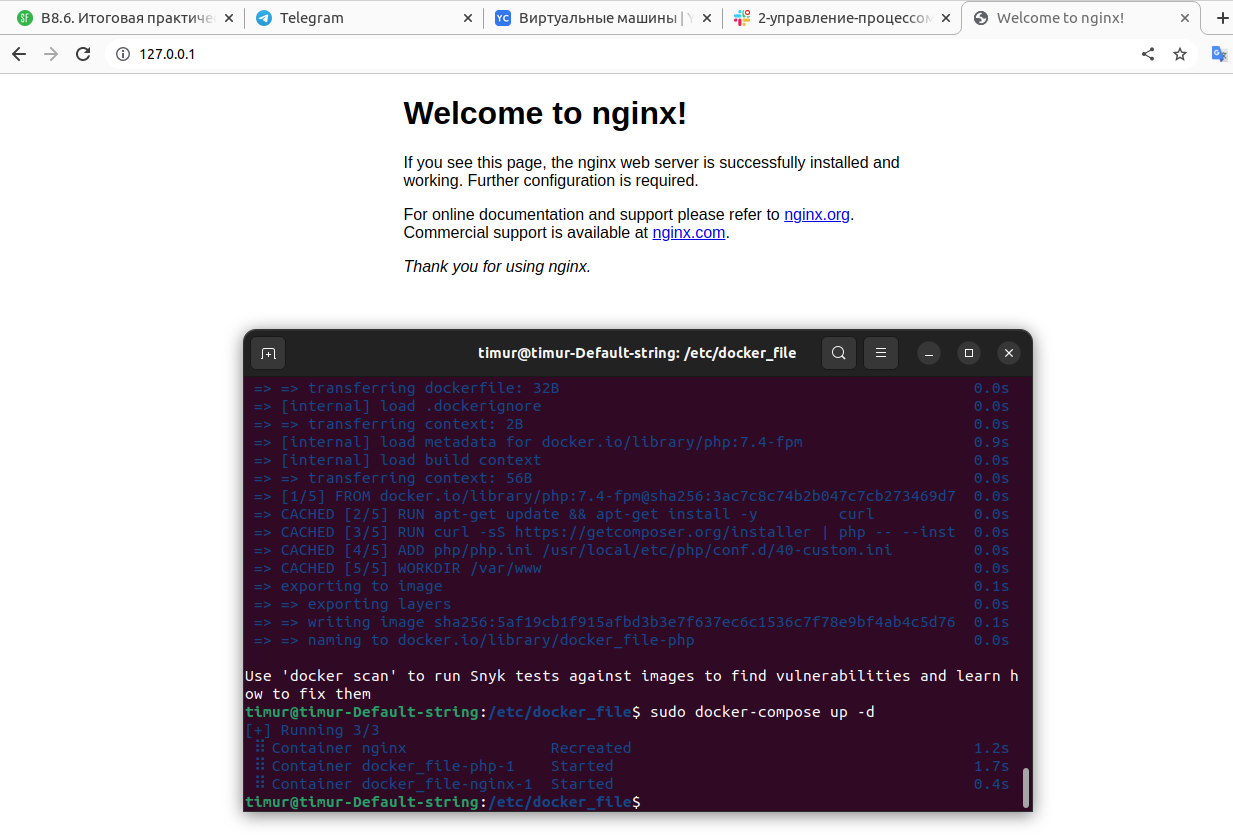 B8.6. Итоговая практиче
Telegram
YC Виртуальные машины | Y
2-управление-процессом
Welcome to nginx!
127.0.0.1
Welcome to nginx!
If you see this page, the nginx web server is successfully installed and
working. Further configuration is required.
For online documentation and support please refer to nginx.org.
Commercial support is available at nginx.com.
Thank you for using nginx.
timur@timur-Default-string: /etc/docker_file
=> => transferring dockerfile: 32B 0.0s
=> [internal] load .dockerignore 0.0s
=> => transferring context: 2B 0.0s
=> [internal] load metadata for docker.io/library/php:7.4-fpm 0.9s
=> [internal] load build context 0.0s
=> => transferring context: 56B 0.0s
=> [1/5] FROM docker.io/library/php:7.4-fpm@sha256:3ac7c8c74b2b047c7cb273469d7 0.0s
=> CACHED [2/5] RUN apt-get update && apt-get install -y curl 0.0s
=> CACHED [3/5] RUN curl -sS https://getcomposer.org/installer | php -- --inst 0.0s
=> CACHED [4/5] ADD php/php.ini /usr/local/etc/php/conf.d/40-custom.ini 0.0s
=> CACHED [5/5] WORKDIR /var/www 0.0s
=> exporting to image 0.1s
=> => exporting layers 0.0s
=> => writing image sha256:5af19cb1f915afbd3b3e7f637ec6c1536c7f78e9bf4ab4c5d76 0.1s
=> => naming to docker.io/library/docker_file-php 0.0s
Use 'docker scan' to run Snyk tests against images to find vulnerabilities and learn h
ow to fix them
timur@timur-Default-string:/etc/docker_file$ sudo docker-compose up -d
[+] Running 3/3
⠿ Container nginx Recreated 1.2s
⠿ Container docker_file-php-1 Started 1.7s
⠿ Container docker_file-nginx-1 Started 0.4s
timur@timur-Default-string:/etc/docker_file$